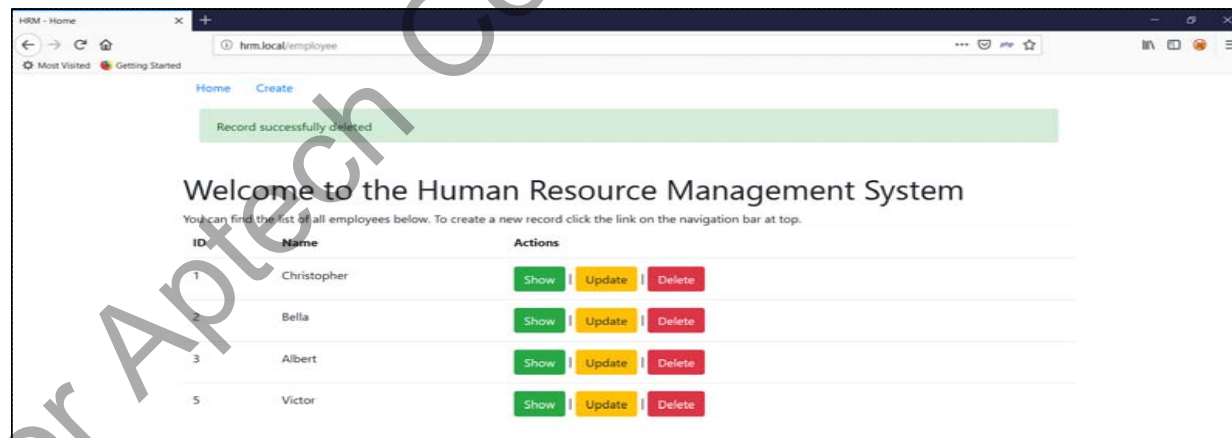 HRM - Home
hrm.local/employee
Most Visited Getting Started
Home Create
Record successfully deleted
Welcome to the Human Resource Management System
You can find the list of all employees below. To create a new record click the link on the navigation bar at top.
ID Name Actions
1 Christopher Show | Update | Delete
2 Bella Show | Update | Delete
3 Albert Show | Update | Delete
5 Victor Show | Update | Delete
r Aptech Ce